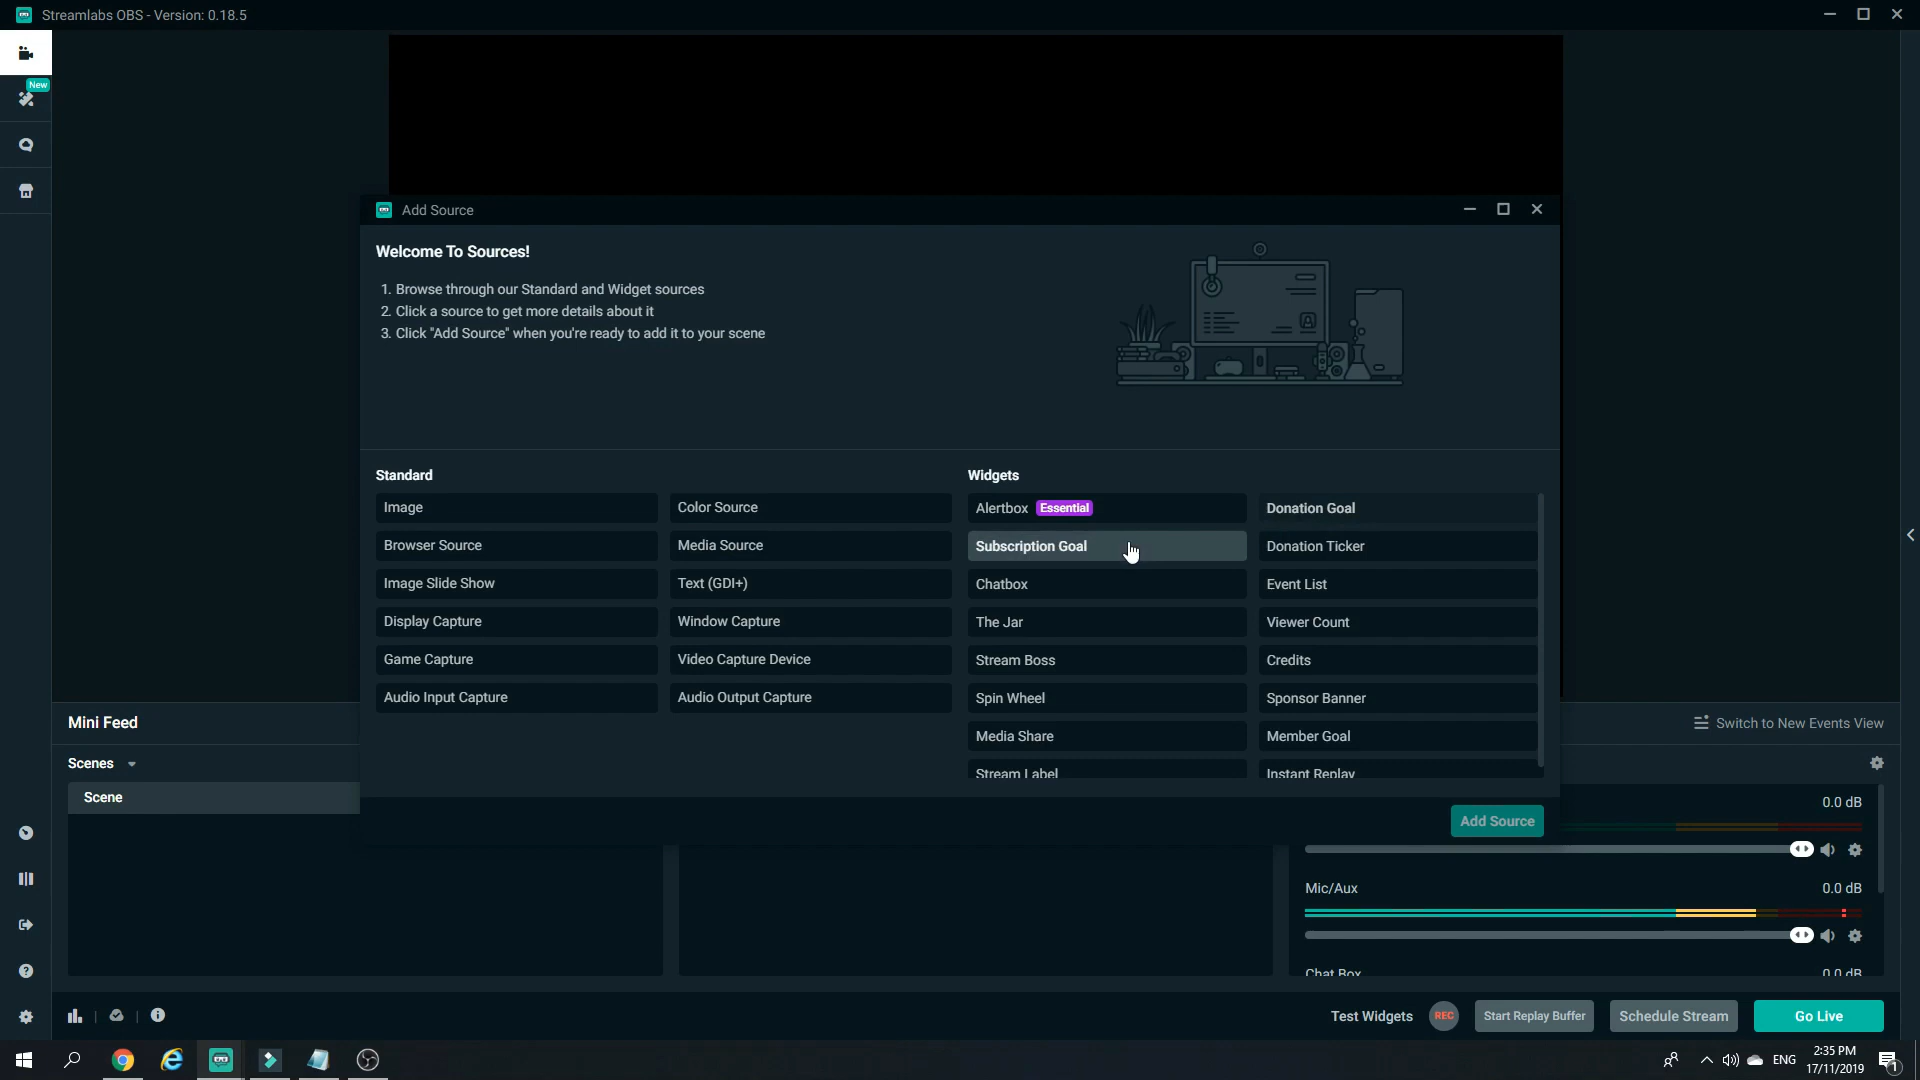 Streamlabs OBS - Version: 0.18.5
New
Add Source
Welcome To Sources!
1. Browse through our Standard and Widget sources
2. Click a source to get more details about it
3. Click "Add Source" when you're ready to add it to your scene
Standard
Image
Color Source
Browser Source
Media Source
Image Slide Show
Text (GDI+)
Display Capture
Window Capture
Game Capture
Video Capture Device
Audio Input Capture
Audio Output Capture
Widgets
Alertbox Essential
Donation Goal
Subscription Goal
Donation Ticker
Chatbox
Event List
The Jar
Viewer Count
Stream Boss
Credits
Spin Wheel
Sponsor Banner
Media Share
Member Goal
Stream Label
Instant Replay
Add Source
Mini Feed
Switch to New Events View
Scenes
Scene
0.0 dB
Mic/Aux
0.0 dB
Chat Box
0.0 dB
Test Widgets
REC
Start Replay Buffer
Schedule Stream
Go Live
ENG
2:35 PM
17/11/2019
1